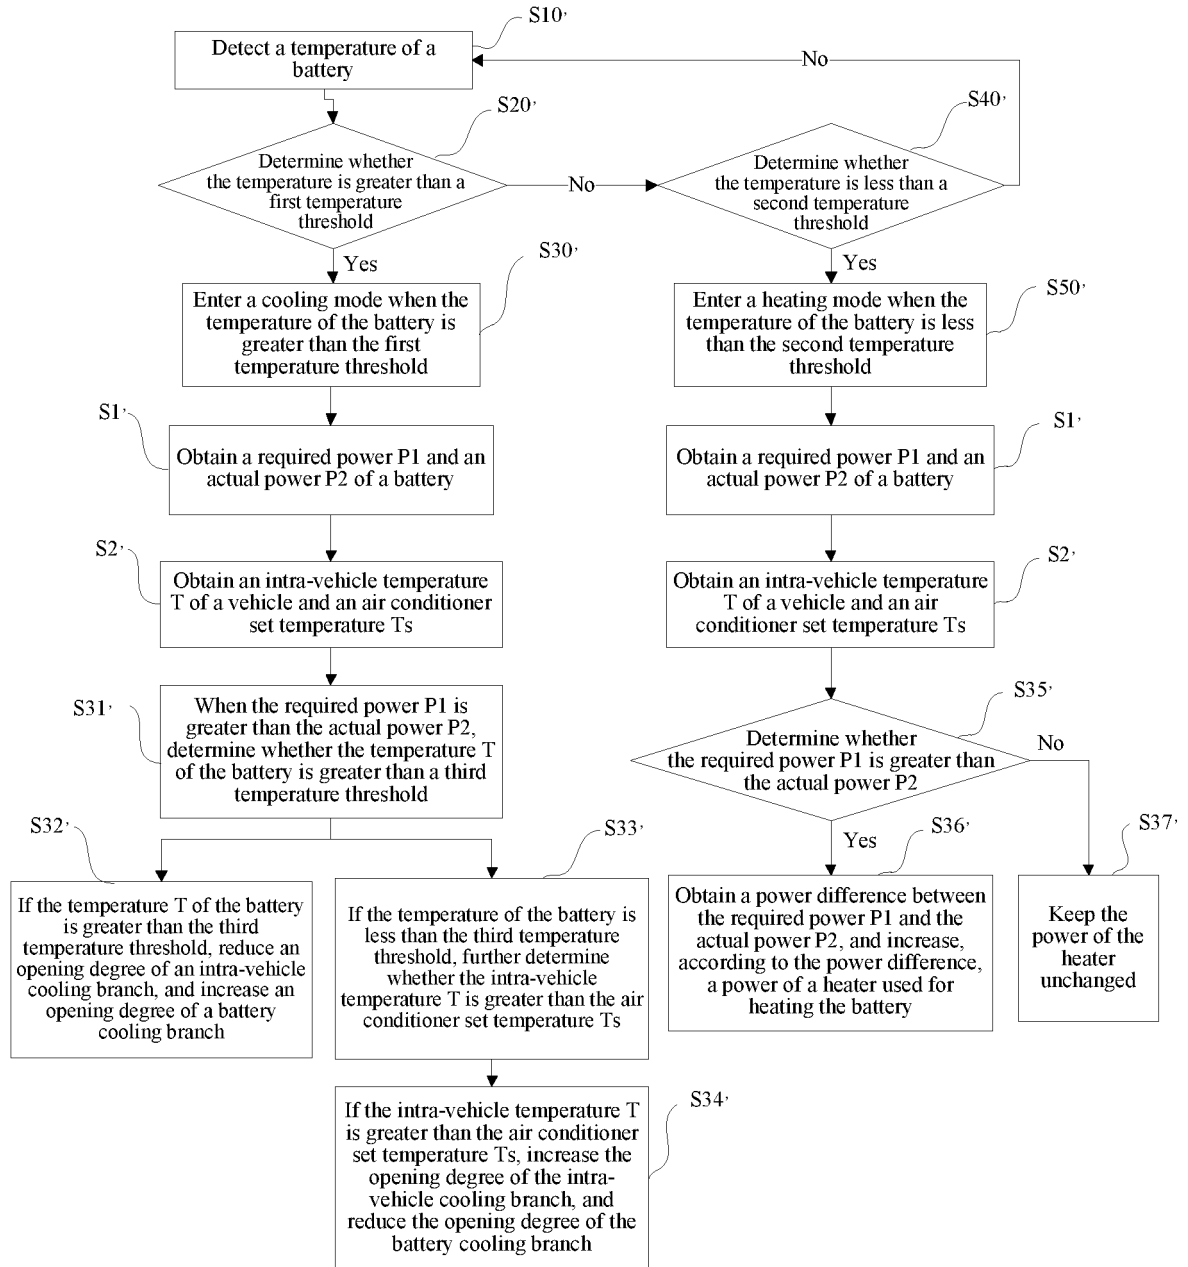 S10’
Detect a temperature of a
battery
No
S20’
S40’
Determine whether
the temperature is greater than a
first temperature
threshold
No
Determine whether
the temperature is less than a
second temperature
threshold
Yes
S30’
Yes
S50’
Enter a cooling mode when the
temperature of the battery is
greater than the first
temperature threshold
Enter a heating mode when the
temperature of the battery is less
than the second temperature
threshold
S1’
S1’
Obtain a required power P1 and an
actual power P2 of a battery
Obtain a required power P1 and an
actual power P2 of a battery
S2’
S2’
Obtain an intra-vehicle temperature
T of a vehicle and an air conditioner
set temperature Ts
Obtain an intra-vehicle temperature
T of a vehicle and an air
conditioner set temperature Ts
S31’
When the required power P1 is
greater than the actual power P2,
determine whether the temperature T
of the battery is greater than a third
temperature threshold
S35’
Determine whether
the required power P1 is greater than
the actual power P2
No
S32’
S33’
Yes
S36’
S37’
If the temperature T of the battery
is greater than the third
temperature threshold, reduce an
opening degree of an intra-vehicle
cooling branch, and increase an
opening degree of a battery
cooling branch
If the temperature of the battery is
less than the third temperature
threshold, further determine
whether the intra-vehicle
temperature T is greater than the air
conditioner set temperature Ts
Obtain a power difference between
the required power P1 and the
actual power P2, and increase,
according to the power difference,
a power of a heater used for
heating the battery
Keep the
power of the
heater
unchanged
S34’
If the intra-vehicle temperature T
is greater than the air conditioner
set temperature Ts, increase the
opening degree of the intra-
vehicle cooling branch, and
reduce the opening degree of the
battery cooling branch